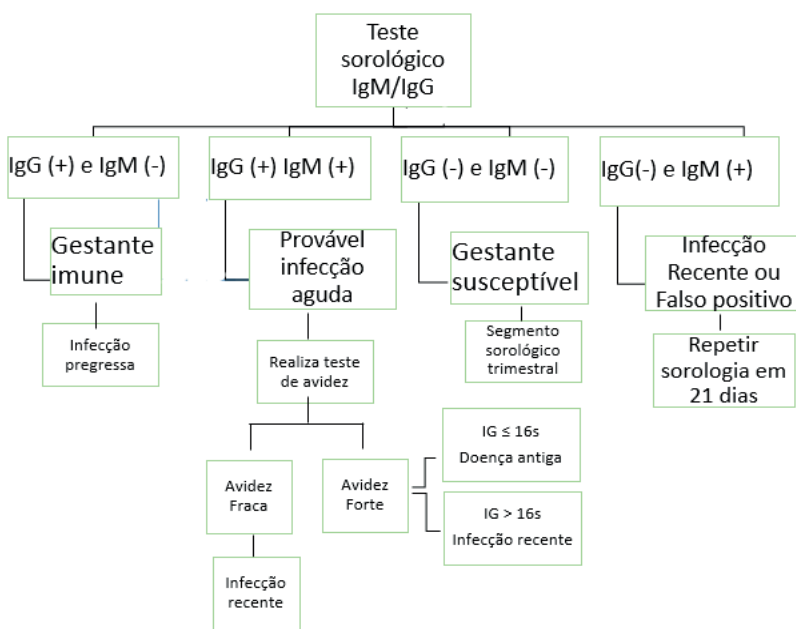 Teste
sorológico
IgM/IgG
IgG (+) e IgM (-)
IgG (+) IgM (+)
IgG (-) e IgM (-)
IgG(-) e IgM (+)
Gestante
imune
Provável
infecção
aguda
Gestante
susceptível
Infecção
Recente ou
Falso positivo
Infecção
pregressa
Realiza teste
de avidez
Segmento
sorológico
trimestral
Repetir
sorologia em
21 dias
Avidez
Fraca
Avidez
Forte
IG ≤ 16s
Doença antiga
IG > 16s
Infecção recente
Infecção
recente